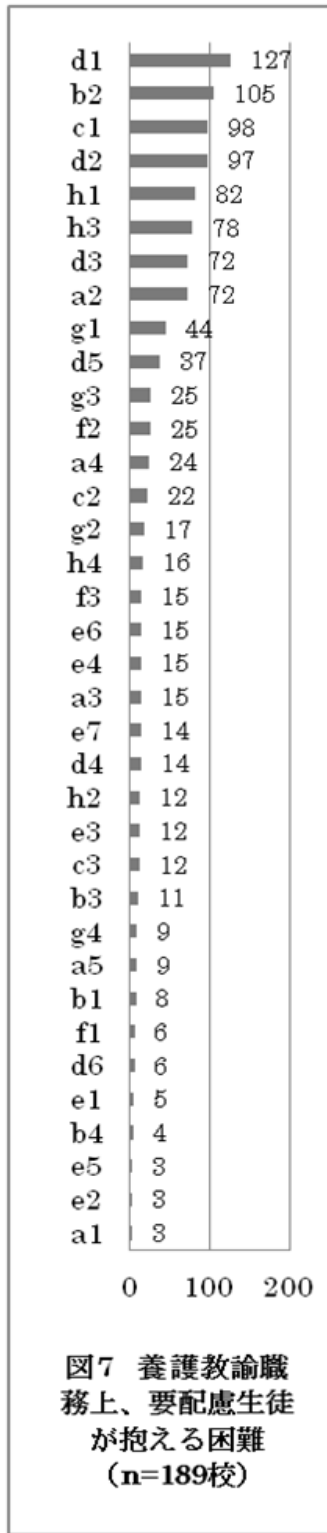 d1 127
b2 105
c1 98
d2 97
h1 82
h3 78
d3 72
a2 72
g1 44
d5 37
g3 25
f2 25
a4 24
c2 22
g2 17
h4 16
f3 15
e6 15
e4 15
a3 15
e7 14
d4 14
h2 12
e3 12
c3 12
b3 11
g4 9
a5 9
b1 8
f1 6
d6 6
e1 5
b4 4
e5 3
e2 3
a1 3
0 100 200
図7 養護教諭職
務上、要配慮生徒
が抱える困難
(n=189校)